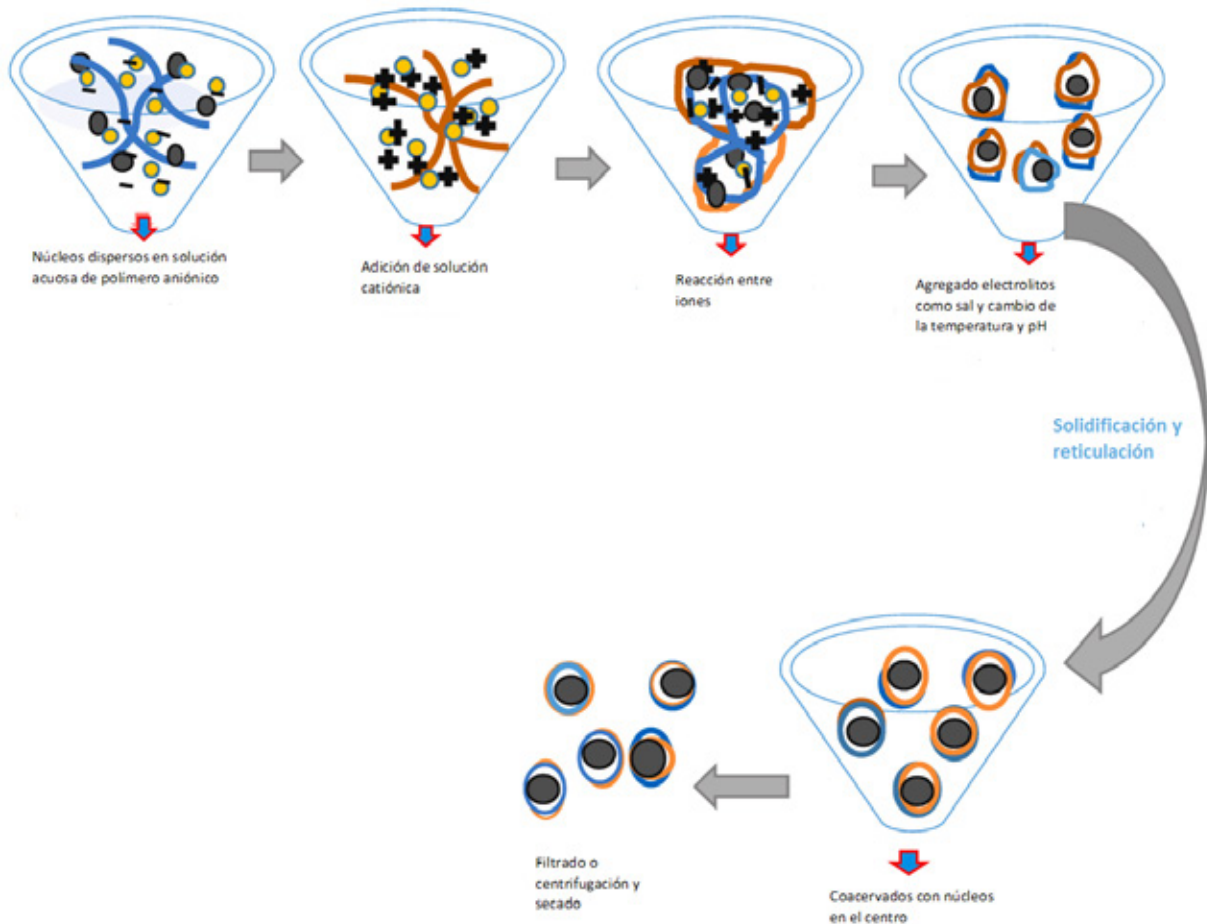 Núcleos dispersos en solución
acuosa de polímero aniónico
Adición de solución
catiónica
Reacción entre
iones
Agregado electrolitos
como sal y cambio de
la temperatura y pH
Solidificación y
reticulación
Filtrado o
centrifugación y
secado
Coacervados con núcleos
en el centro